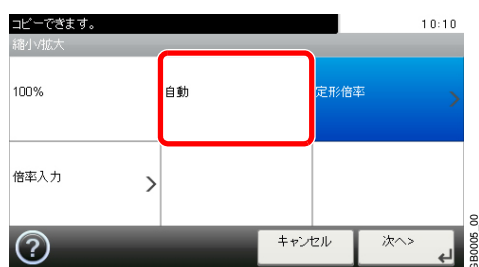 コピーできます。 10:10
縮小/拡大
100% 自動 定形倍率
倍率入力
キャンセル 次へ>
GB0005_00